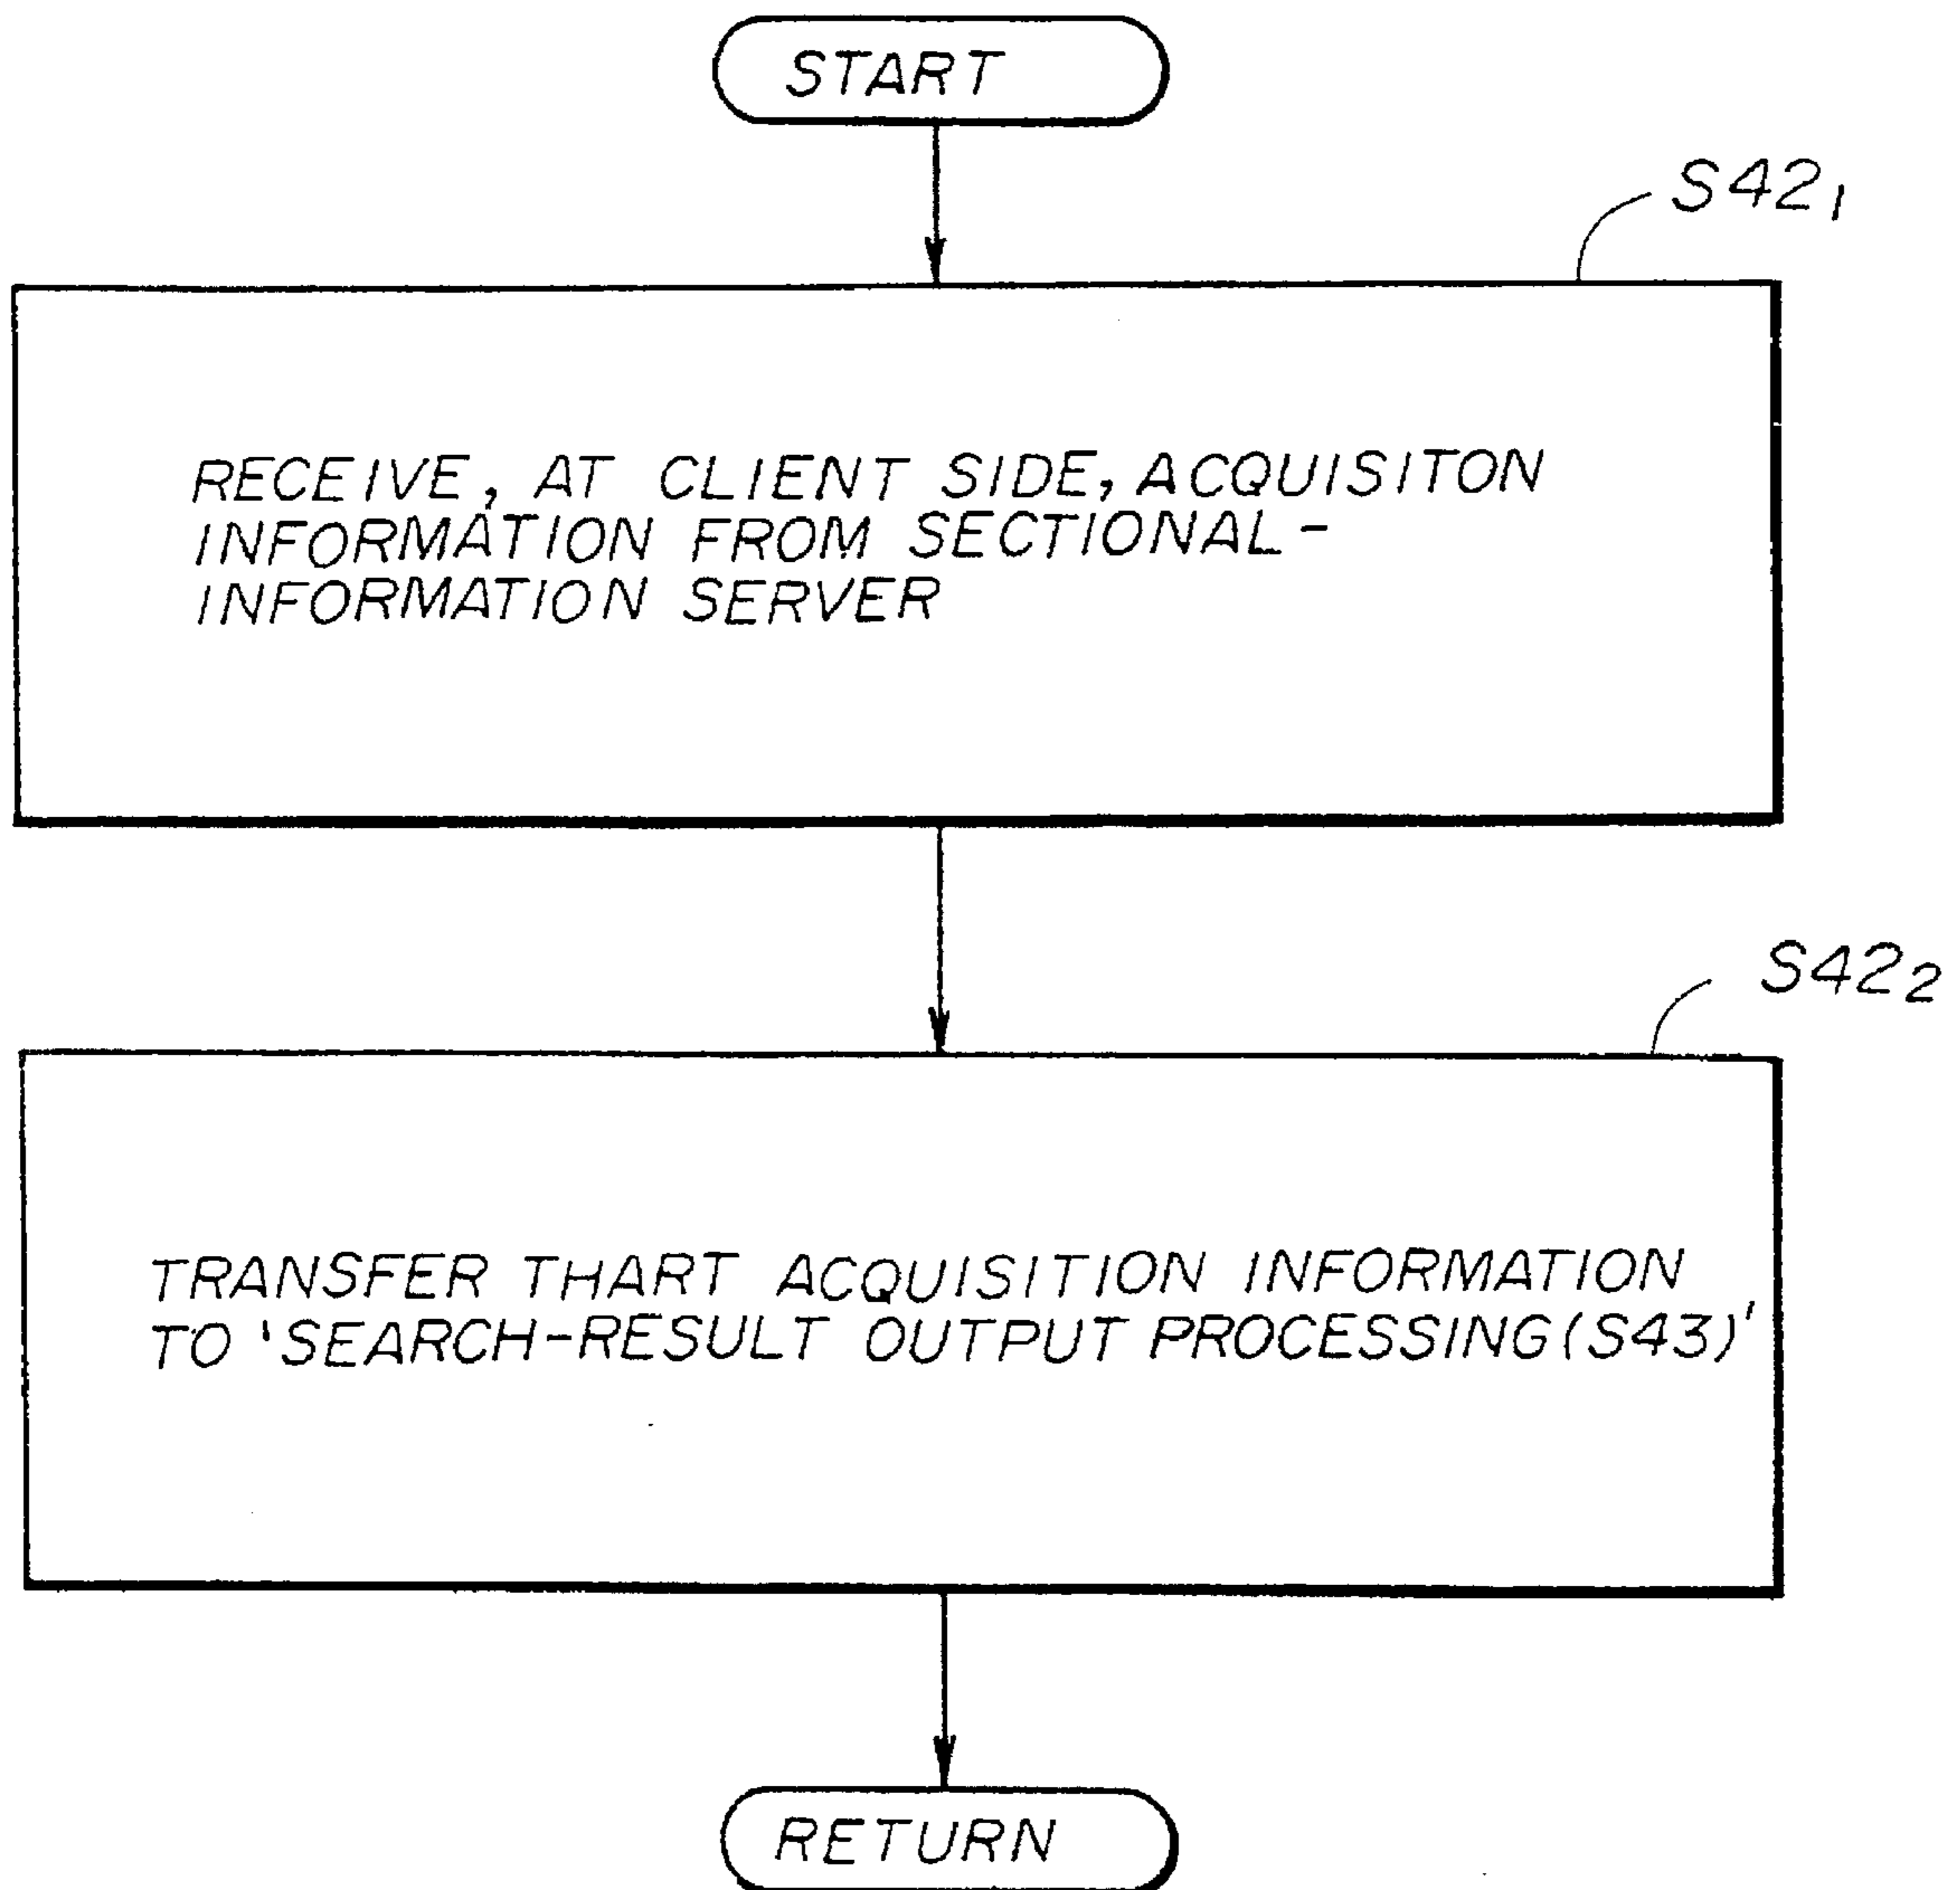 START
S42₁
RECEIVE, AT CLIENT SIDE, ACQUISITON
INFORMATION FROM SECTIONAL-
INFORMATION SERVER
S42₂
TRANSFER THART ACQUISITION INFORMATION
TO 'SEARCH-RESULT OUTPUT PROCESSING(S43)'
RETURN